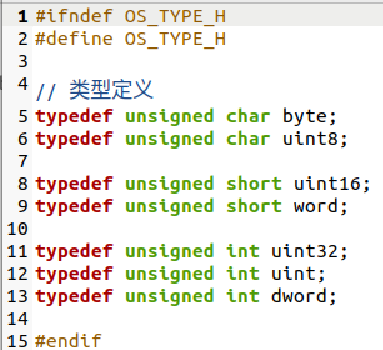 1 #ifndef OS_TYPE_H
2 #define OS_TYPE_H
3
4 // 类型定义
5 typedef unsigned char byte;
6 typedef unsigned char uint8;
7
8 typedef unsigned short uint16;
9 typedef unsigned short word;
10
11 typedef unsigned int uint32;
12 typedef unsigned int uint;
13 typedef unsigned int dword;
14
15 #endif